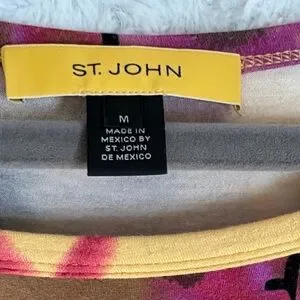 ST. JOHN
M
MADE IN
MEXICO BY
ST. JOHN
DE MEXICO